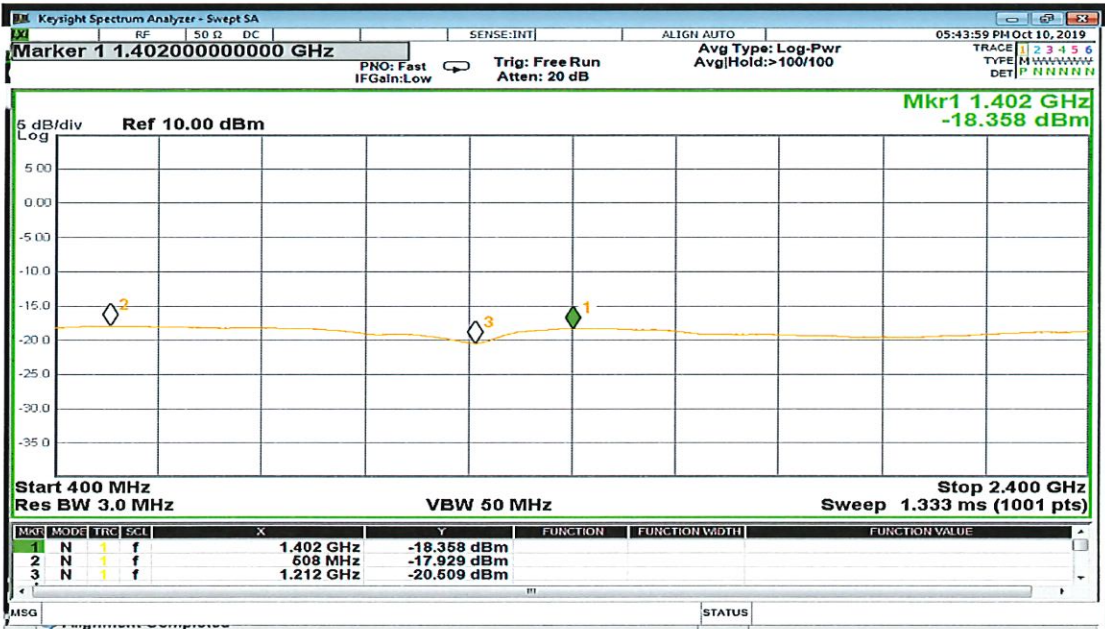 Keysight Spectrum Analyzer - Swept SA
LXI RF 50 Ω DC SENSE:INT ALIGN AUTO 05:43:59 PM Oct 10, 2019
Marker 1 1.402000000000 GHz
PNO: Fast
IFGain:Low
Trig: Free Run
Atten: 20 dB
Avg Type: Log-Pwr
Avg|Hold:>100/100
TRACE 1 2 3 4 5 6
TYPE M WWWWW
DET P N N N N N
Mkr1 1.402 GHz
-18.358 dBm
5 dB/div Ref 10.00 dBm
Log
5.00
0.00
-5.00
-10.0
-15.0
-20.0
-25.0
-30.0
-35.0
2
3
1
Start 400 MHz Stop 2.400 GHz
Res BW 3.0 MHz VBW 50 MHz Sweep 1.333 ms (1001 pts)
MKR MODE TRC SCL X Y FUNCTION FUNCTION WIDTH FUNCTION VALUE
1 N 1 f 1.402 GHz -18.358 dBm
2 N 1 f 508 MHz -17.929 dBm
3 N 1 f 1.212 GHz -20.509 dBm
MSG STATUS